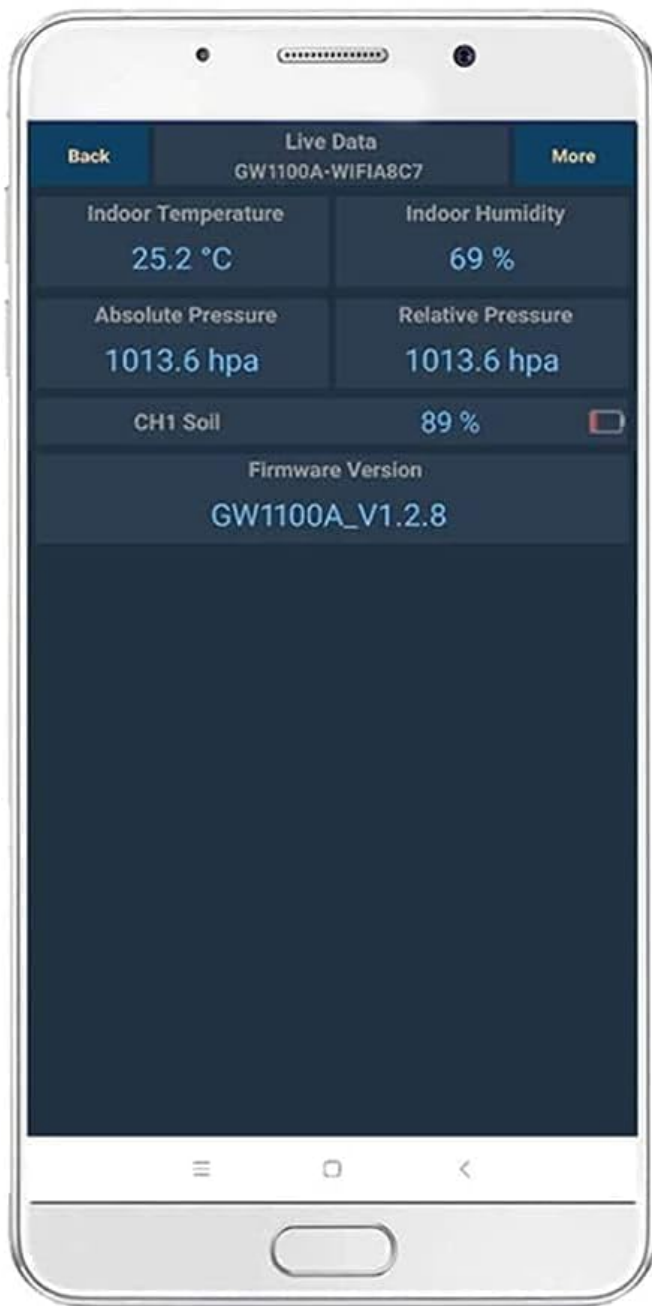 Back
Live Data
GW1100A-WIFIA8C7
More
Indoor Temperature
Indoor Humidity
25.2 °C
69 %
Absolute Pressure
Relative Pressure
1013.6 hpa
1013.6 hpa
CH1 Soil
89 %
Firmware Version
GW1100A_V1.2.8